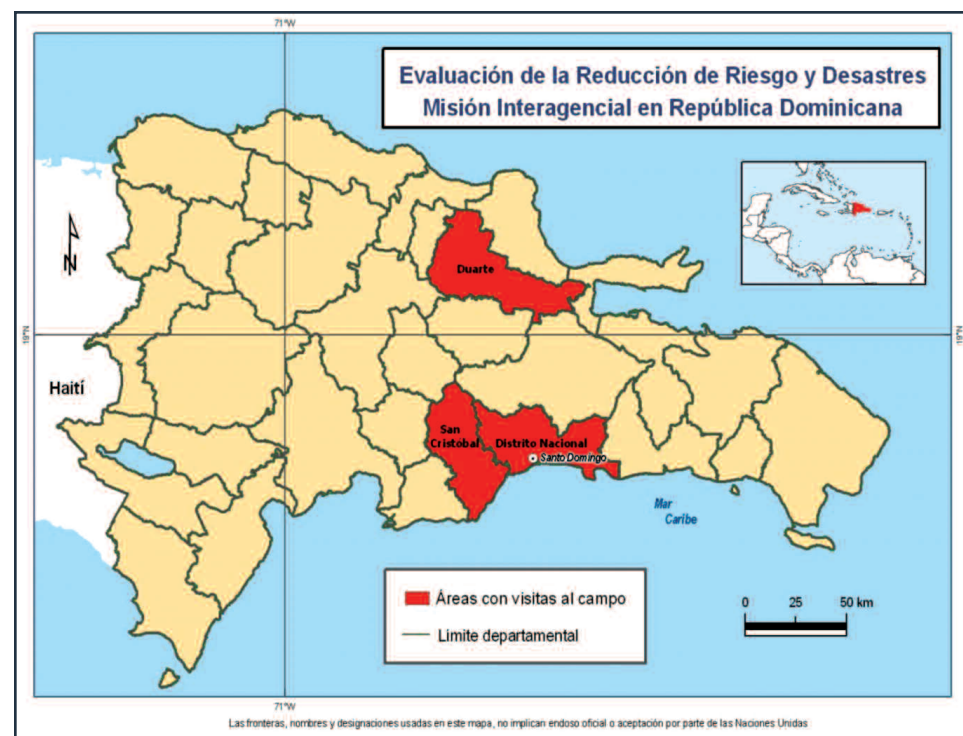 71°W
Evaluación de la Reducción de Riesgo y Desastres
Misión Interagencial en República Dominicana
N
Duarte
19°N
19°N
Haití
San
Cristóbal
Distrito Nacional
Santo Domingo
Mar
Caribe
Áreas con visitas al campo
Limite departamental
0 25 50 km
71°W
Las fronteras, nombres y designaciones usadas en este mapa, no implican endoso oficial o aceptación por parte de las Naciones Unidas